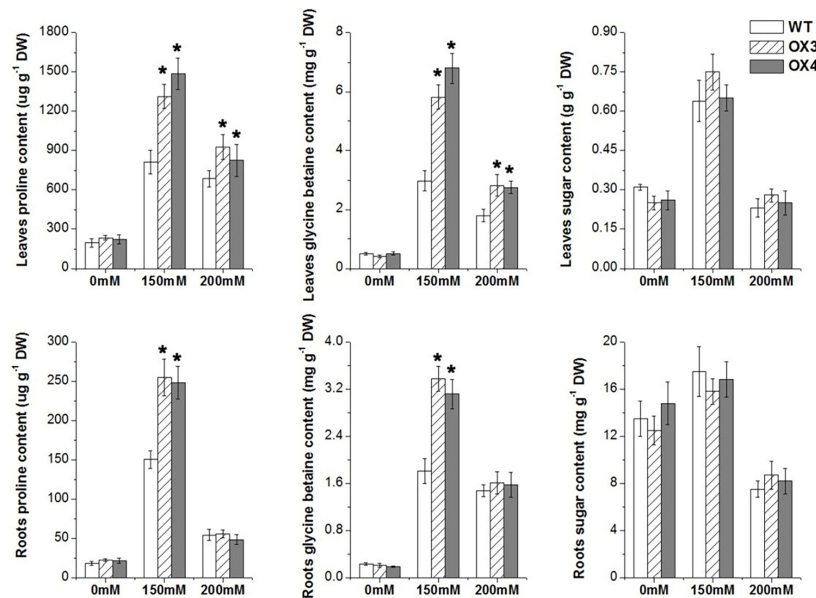 WT
OX3
OX4
Leaves proline content (ug g-1 DW)
1800
1500
1200
900
600
300
0
* * * *
0mM 150mM 200mM
Leaves glycine betaine content (mg g-1 DW)
8
6
4
2
0
* * * *
0mM 150mM 200mM
Leaves sugar content (g g-1 DW)
0.90
0.75
0.60
0.45
0.30
0.15
0.00
0mM 150mM 200mM
Roots proline content (ug g-1 DW)
300
250
200
150
100
50
0
* *
0mM 150mM 200mM
Roots glycine betaine content (mg g-1 DW)
4.0
3.2
2.4
1.6
0.8
0.0
* *
0mM 150mM 200mM
Roots sugar content (mg g-1 DW)
20
16
12
8
4
0
0mM 150mM 200mM